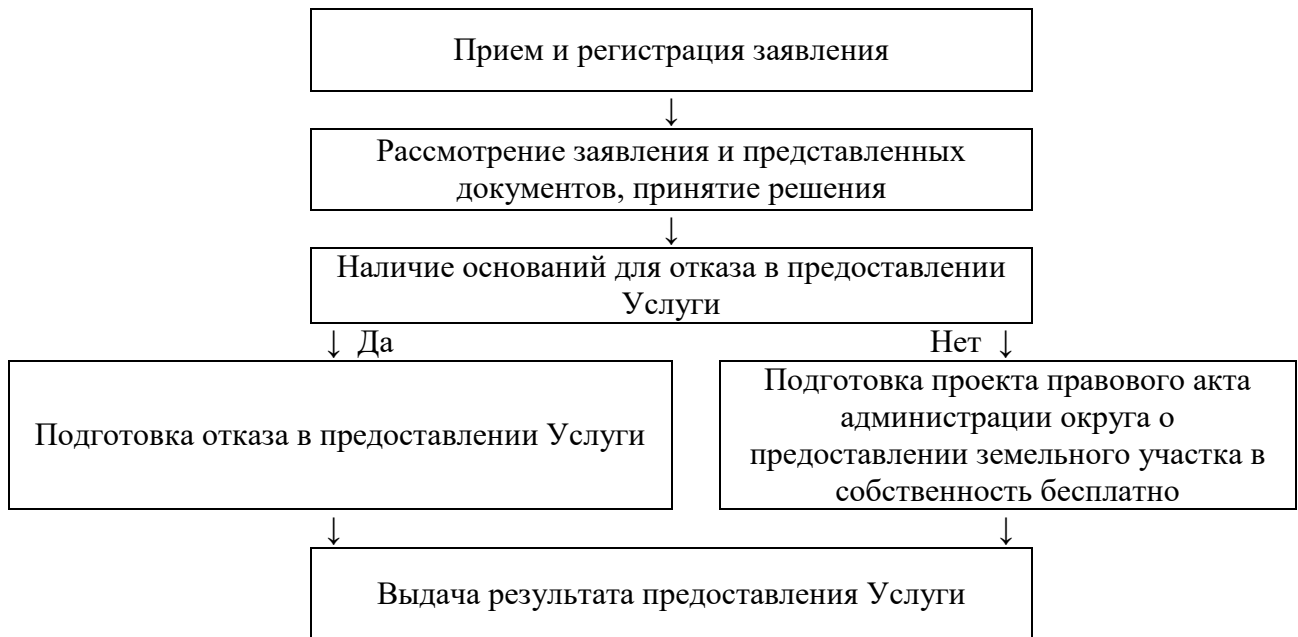 Прием и регистрация заявления
↓
Рассмотрение заявления и представленных
документов, принятие решения
↓
Наличие оснований для отказа в предоставлении
Услуги
↓ Да
Нет ↓
Подготовка отказа в предоставлении Услуги
Подготовка проекта правового акта
администрации округа о
предоставлении земельного участка в
собственность бесплатно
↓
↓
Выдача результата предоставления Услуги